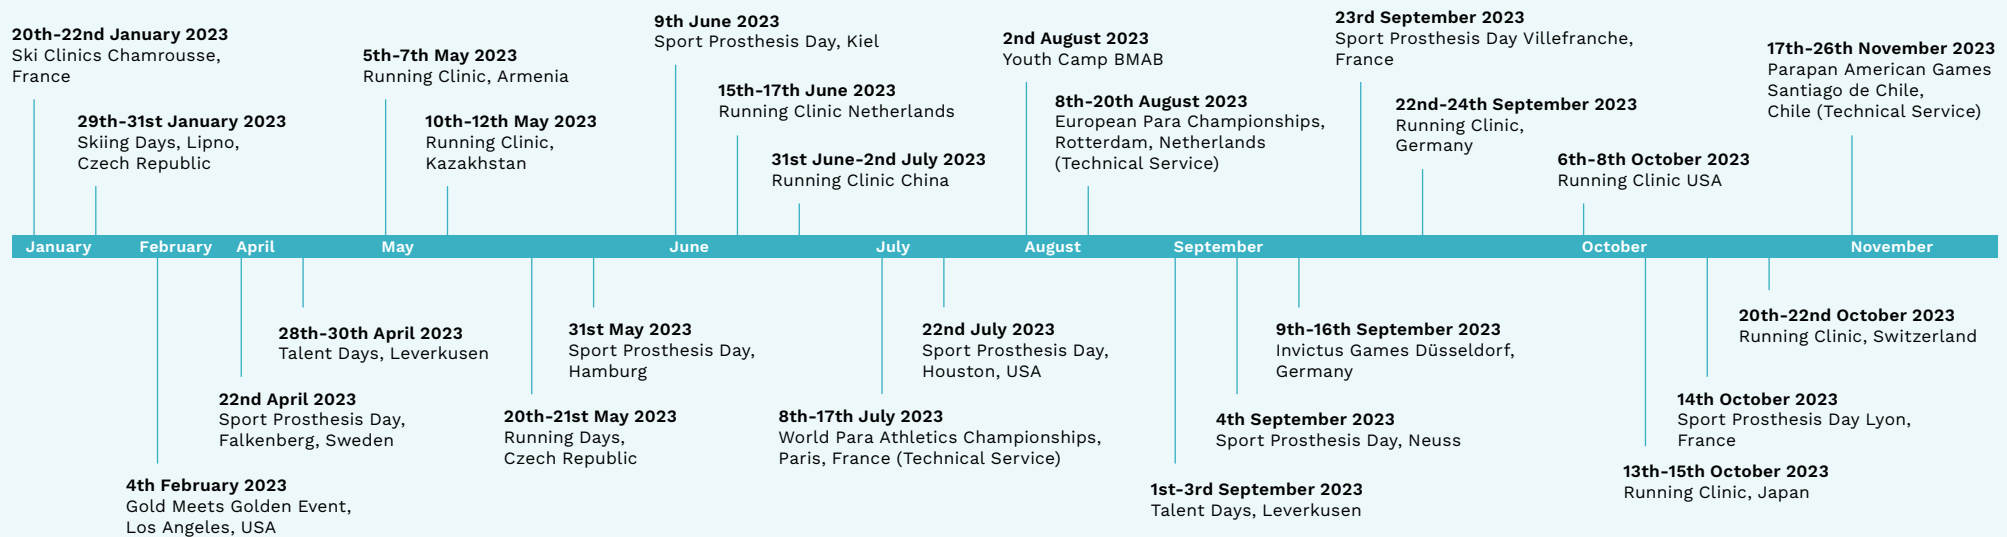 20th-22nd January 2023
Ski Clinics Chamrousse,
France
29th-31st January 2023
Skiing Days, Lipno,
Czech Republic
5th-7th May 2023
Running Clinic, Armenia
10th-12th May 2023
Running Clinic,
Kazakhstan
9th June 2023
Sport Prosthesis Day, Kiel
15th-17th June 2023
Running Clinic Netherlands
31st June-2nd July 2023
Running Clinic China
2nd August 2023
Youth Camp BMAB
8th-20th August 2023
European Para Championships,
Rotterdam, Netherlands
(Technical Service)
23rd September 2023
Sport Prosthesis Day Villefranche,
France
22nd-24th September 2023
Running Clinic,
Germany
6th-8th October 2023
Running Clinic USA
17th-26th November 2023
Parapan American Games
Santiago de Chile,
Chile (Technical Service)
January February April May June July August September October November
4th February 2023
Gold Meets Golden Event,
Los Angeles, USA
22nd April 2023
Sport Prosthesis Day,
Falkenberg, Sweden
28th-30th April 2023
Talent Days, Leverkusen
20th-21st May 2023
Running Days,
Czech Republic
31st May 2023
Sport Prosthesis Day,
Hamburg
8th-17th July 2023
World Para Athletics Championships,
Paris, France (Technical Service)
22nd July 2023
Sport Prosthesis Day,
Houston, USA
1st-3rd September 2023
Talent Days, Leverkusen
4th September 2023
Sport Prosthesis Day, Neuss
9th-16th September 2023
Invictus Games Düsseldorf,
Germany
13th-15th October 2023
Running Clinic, Japan
14th October 2023
Sport Prosthesis Day Lyon,
France
20th-22nd October 2023
Running Clinic, Switzerland